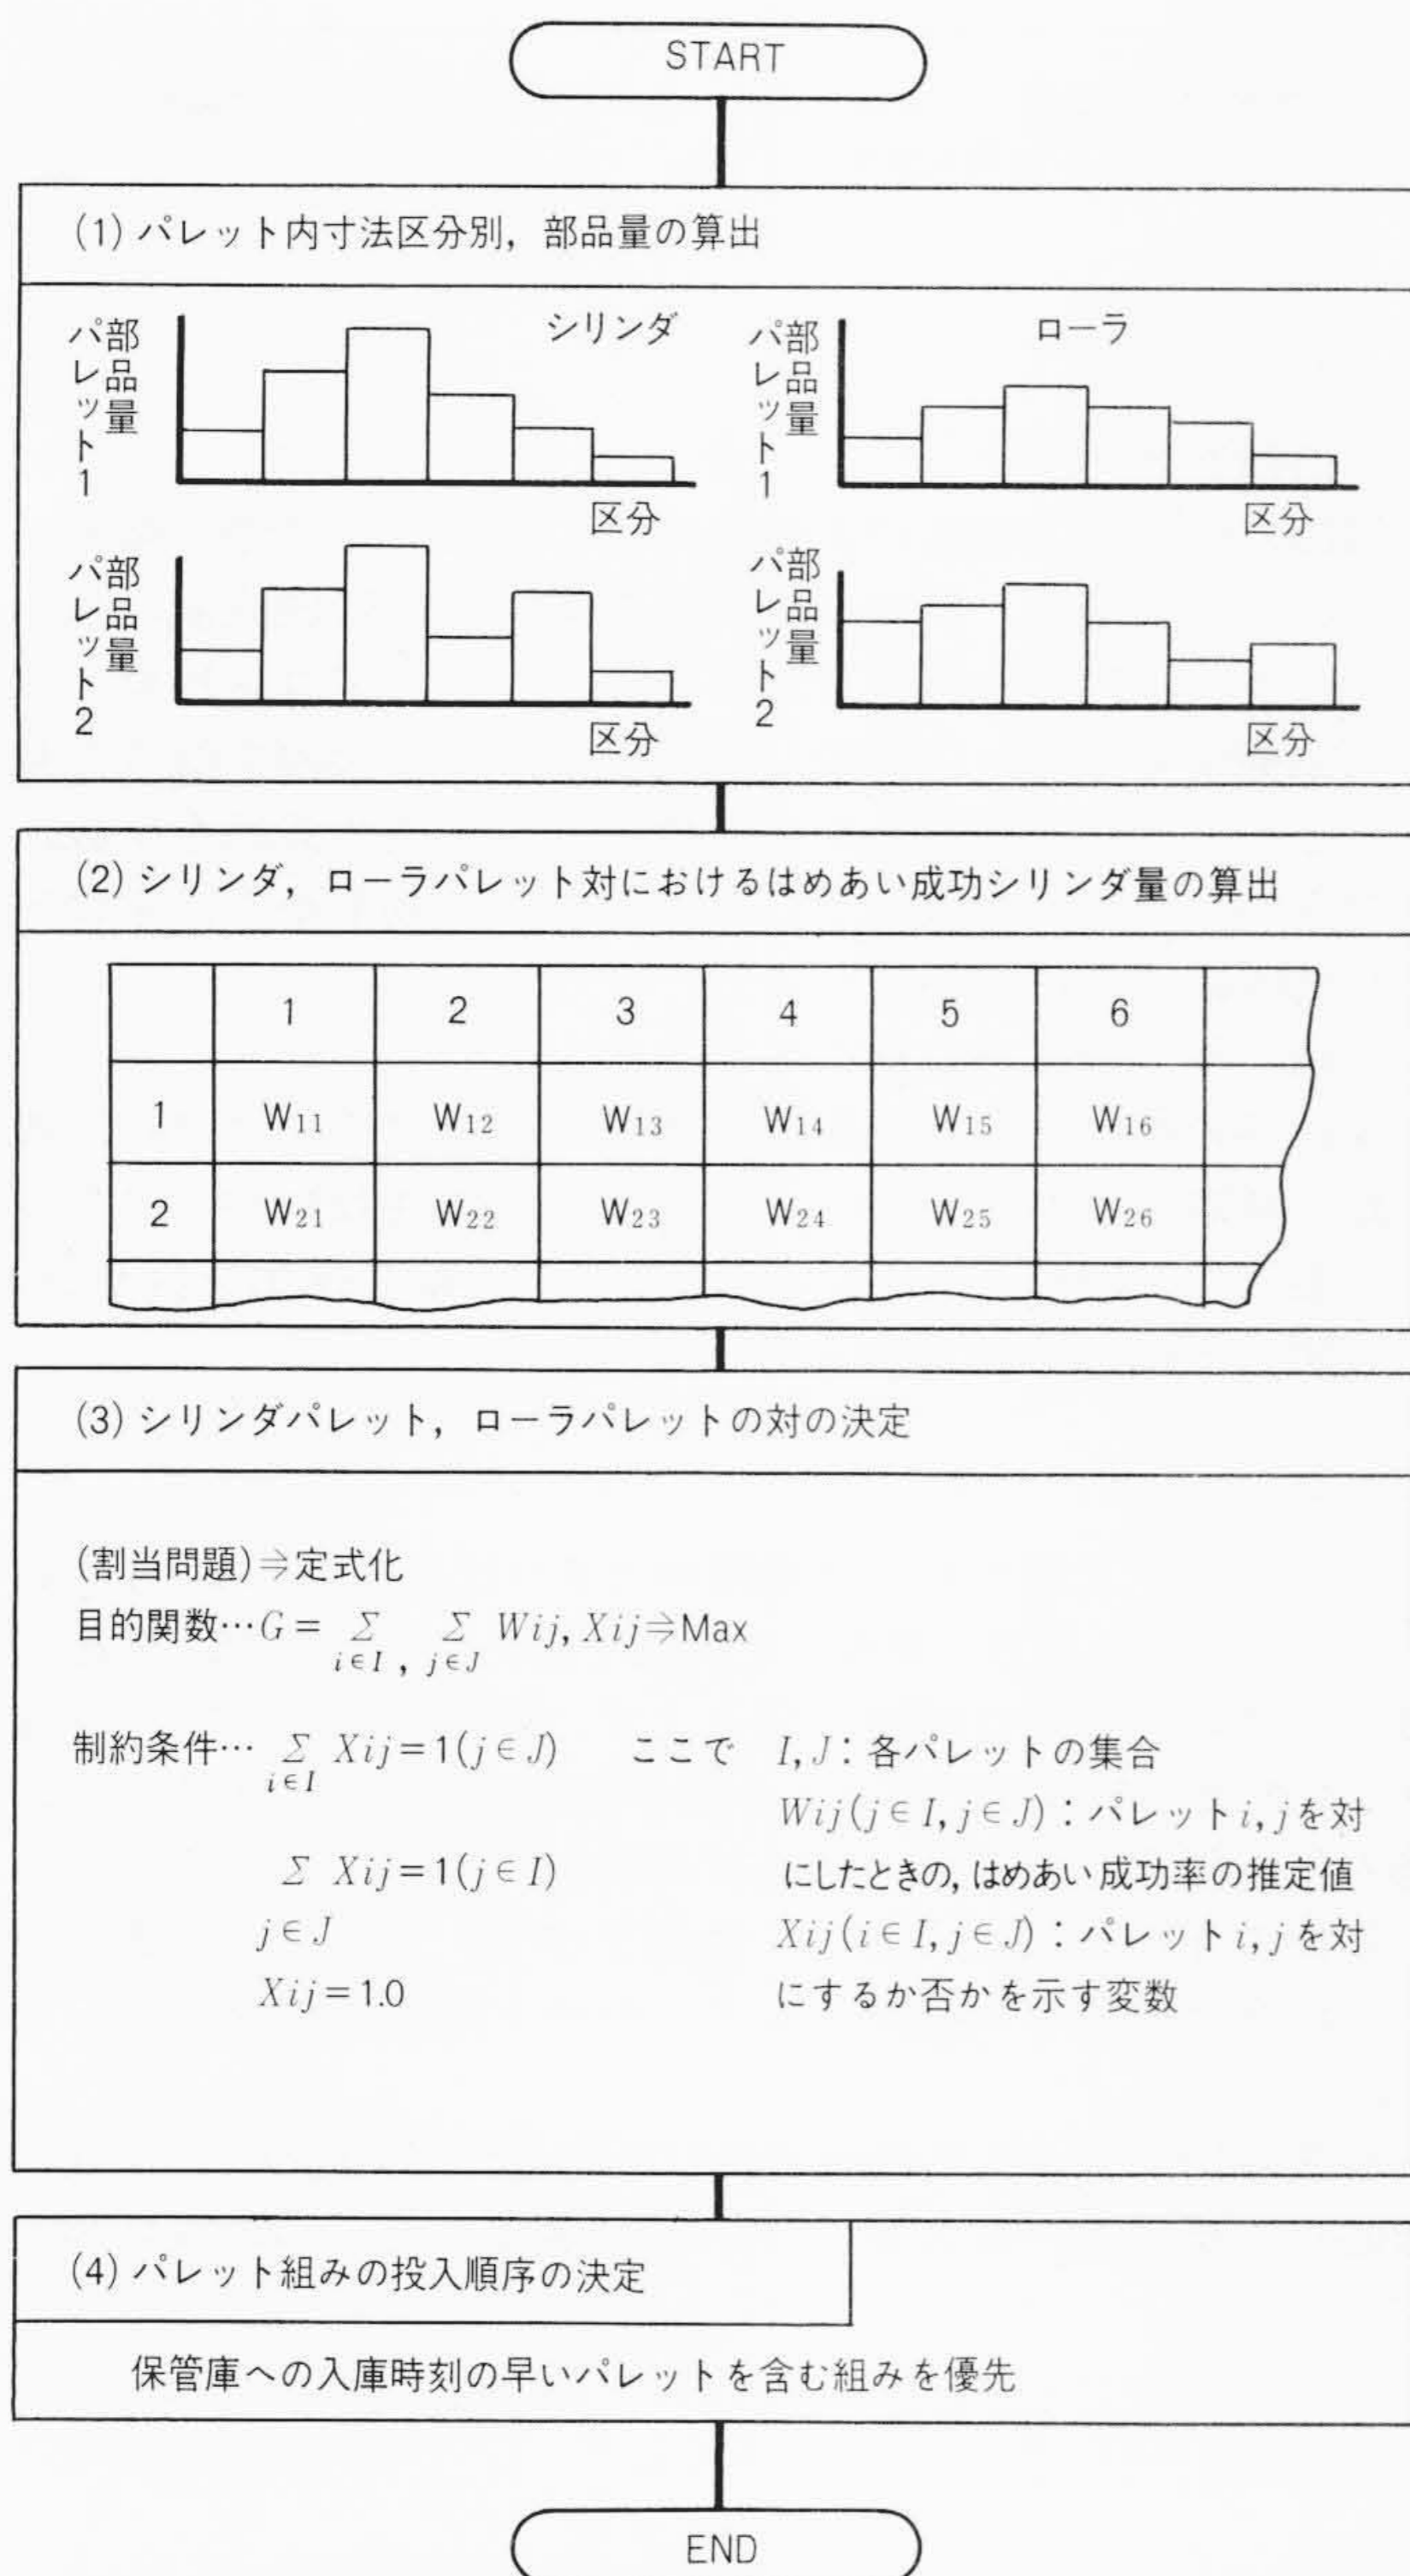 START
(1) パレット内寸法区分別，部品量の算出
パレット1
部品量
シリンダ
区分
パレット1
部品量
ローラ
区分
パレット2
部品量
区分
パレット2
部品量
区分
(2) シリンダ，ローラパレット対におけるはめあい成功シリンダ量の算出
1 2 3 4 5 6
1 W11 W12 W13 W14 W15 W16
2 W21 W22 W23 W24 W25 W26
(3) シリンダパレット，ローラパレットの対の決定
(割当問題)⇒定式化
目的関数…G = Σ Σ Wij, Xij⇒Max
i∈I , j∈J
制約条件… Σ Xij=1(j∈J)
i∈I
Σ Xij=1(j∈I)
j∈J
Xij=1.0
ここで I, J：各パレットの集合
Wij(j∈I, j∈J)：パレットi, jを対
にしたときの，はめあい成功率の推定値
Xij(i∈I, j∈J)：パレットi, jを対
にするか否かを示す変数
(4) パレット組みの投入順序の決定
保管庫への入庫時刻の早いパレットを含む組みを優先
END